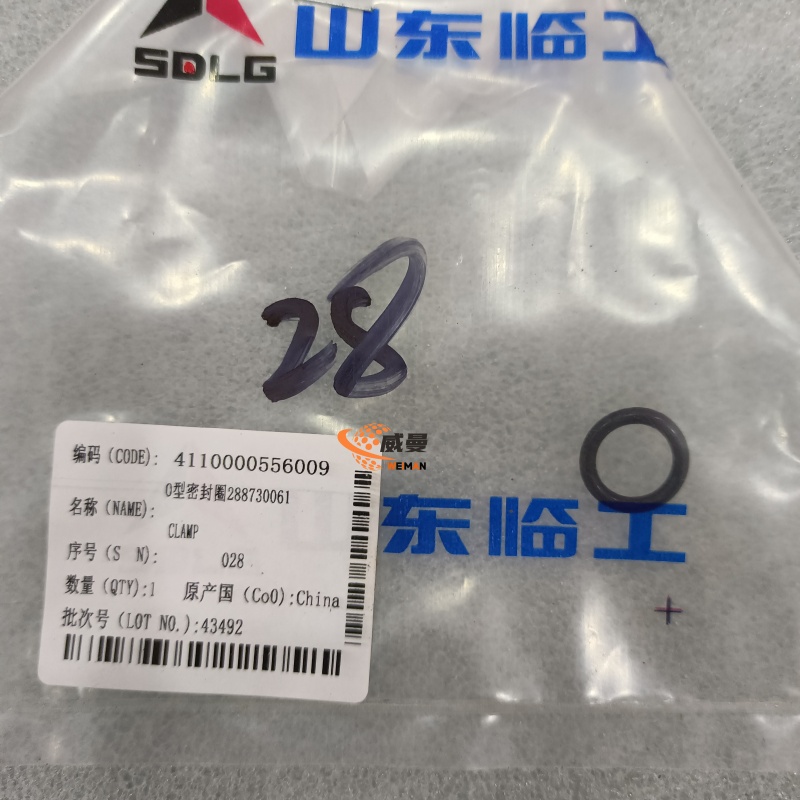 山东临工
SDLG
28
威曼
WEMAN
编码 (CODE): 4110000556009
名称 (NAME): O型密封圈288730061
CLAMP
序号 (S N): 028
数量 (QTY):1 原产国 (CoO):China
批次号 (LOT NO.):43492
东临工
+